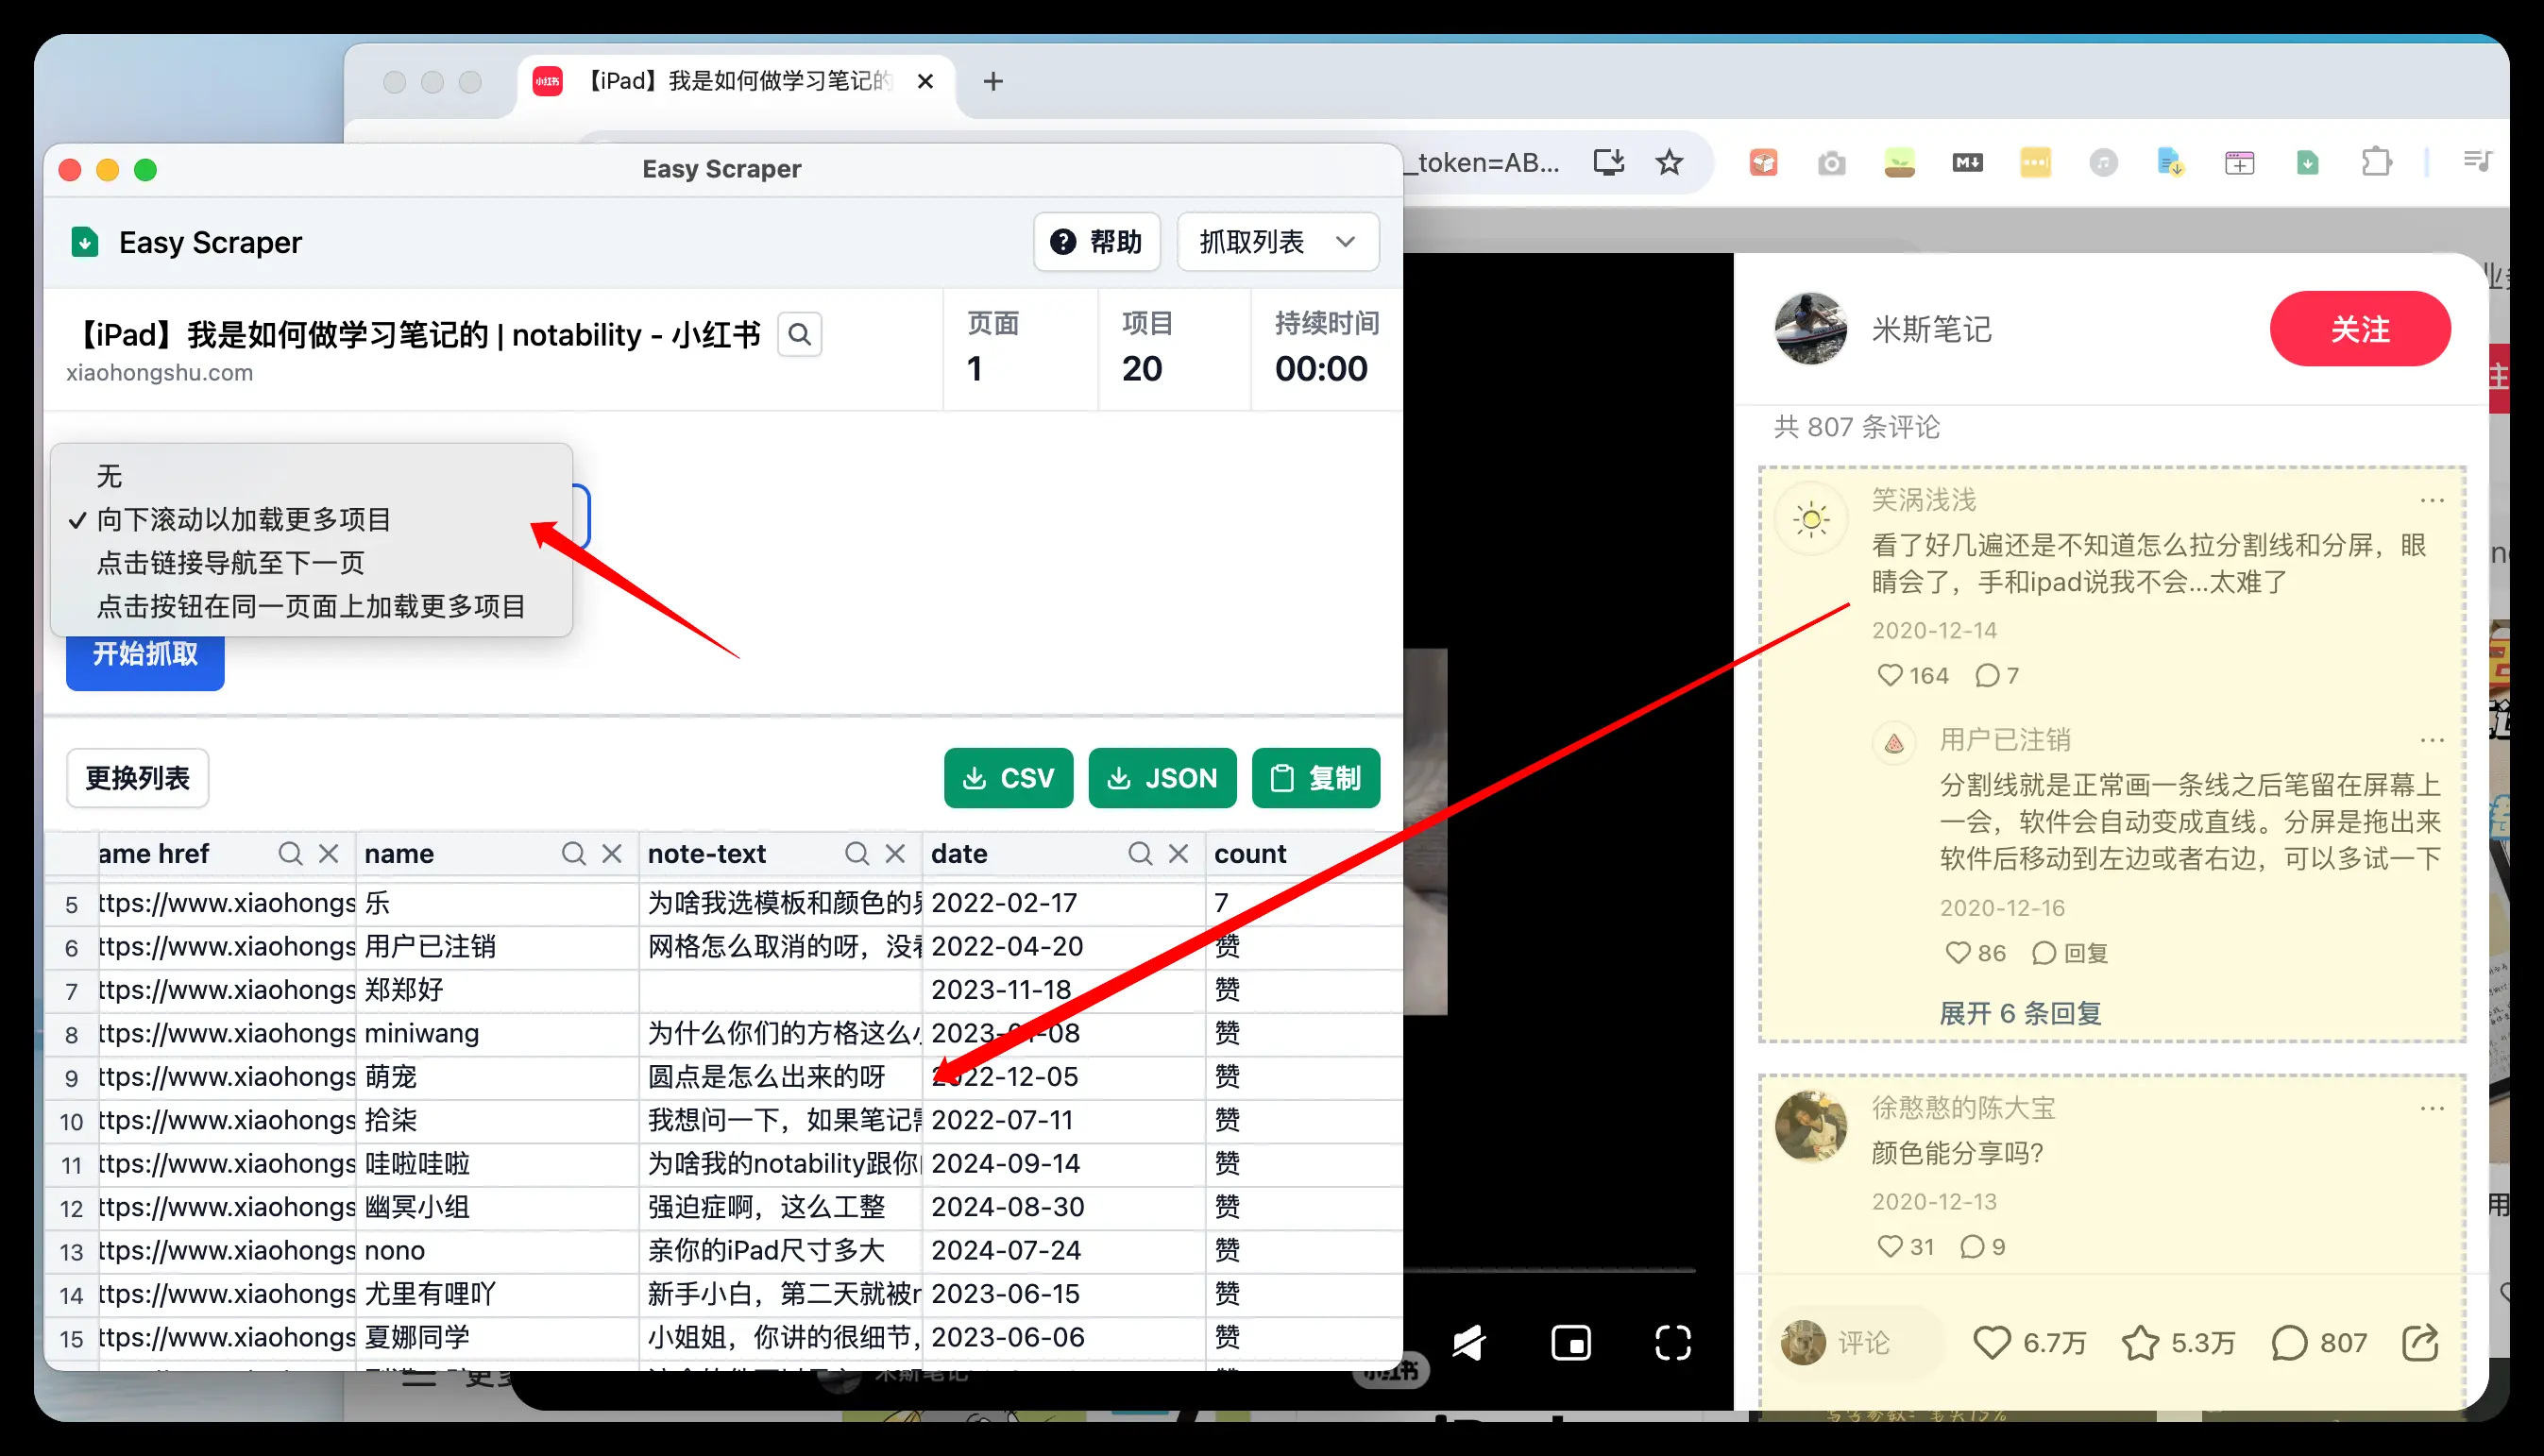 小红书
【iPad】我是如何做学习笔记的
_token=AB...
Easy Scraper
Easy Scraper
帮助
抓取列表
【iPad】我是如何做学习笔记的 | notability - 小红书
xiaohongshu.com
页面
1
项目
20
持续时间
00:00
无
向下滚动以加载更多项目
点击链接导航至下一页
点击按钮在同一页面上加载更多项目
开始抓取
更换列表
CSV
JSON
复制
ame href name note-text date count
5 ttps://www.xiaohongs 乐 为啥我选模板和颜色的 2022-02-17 7
6 ttps://www.xiaohongs 用户已注销 网格怎么取消的呀，没 2022-04-20 赞
7 ttps://www.xiaohongs 郑郑好 2023-11-18 赞
8 ttps://www.xiaohongs miniwang 为什么你们的方格这么 赞
9 ttps://www.xiaohongs 萌宠 圆点是怎么出来的呀 2022-12-05 赞
10 ttps://www.xiaohongs 拾柒 我想问一下，如果笔记 2022-07-11 赞
11 ttps://www.xiaohongs 哇啦哇啦 为啥我的notability跟你 2024-09-14 赞
12 ttps://www.xiaohongs 幽冥小组 强迫症啊，这么工整 2024-08-30 赞
13 ttps://www.xiaohongs nono 亲你的iPad尺寸多大 2024-07-24 赞
14 ttps://www.xiaohongs 尤里有哩吖 新手小白，第二天就被 2023-06-15 赞
15 ttps://www.xiaohongs 夏娜同学 小姐姐，你讲的很细节， 2023-06-06 赞
米斯笔记
关注
共 807 条评论
笑涡浅浅
看了好几遍还是不知道怎么拉分割线和分屏，眼
睛会了，手和ipad说我不会...太难了
2020-12-14
164 7
用户已注销
分割线就是正常画一条线之后笔留在屏幕上
一会，软件会自动变成直线。分屏是拖出来
软件后移动到左边或者右边，可以多试一下
2020-12-16
86 回复
展开 6 条回复
徐憨憨的陈大宝
颜色能分享吗?
2020-12-13
31 9
评论 6.7万 5.3万 807